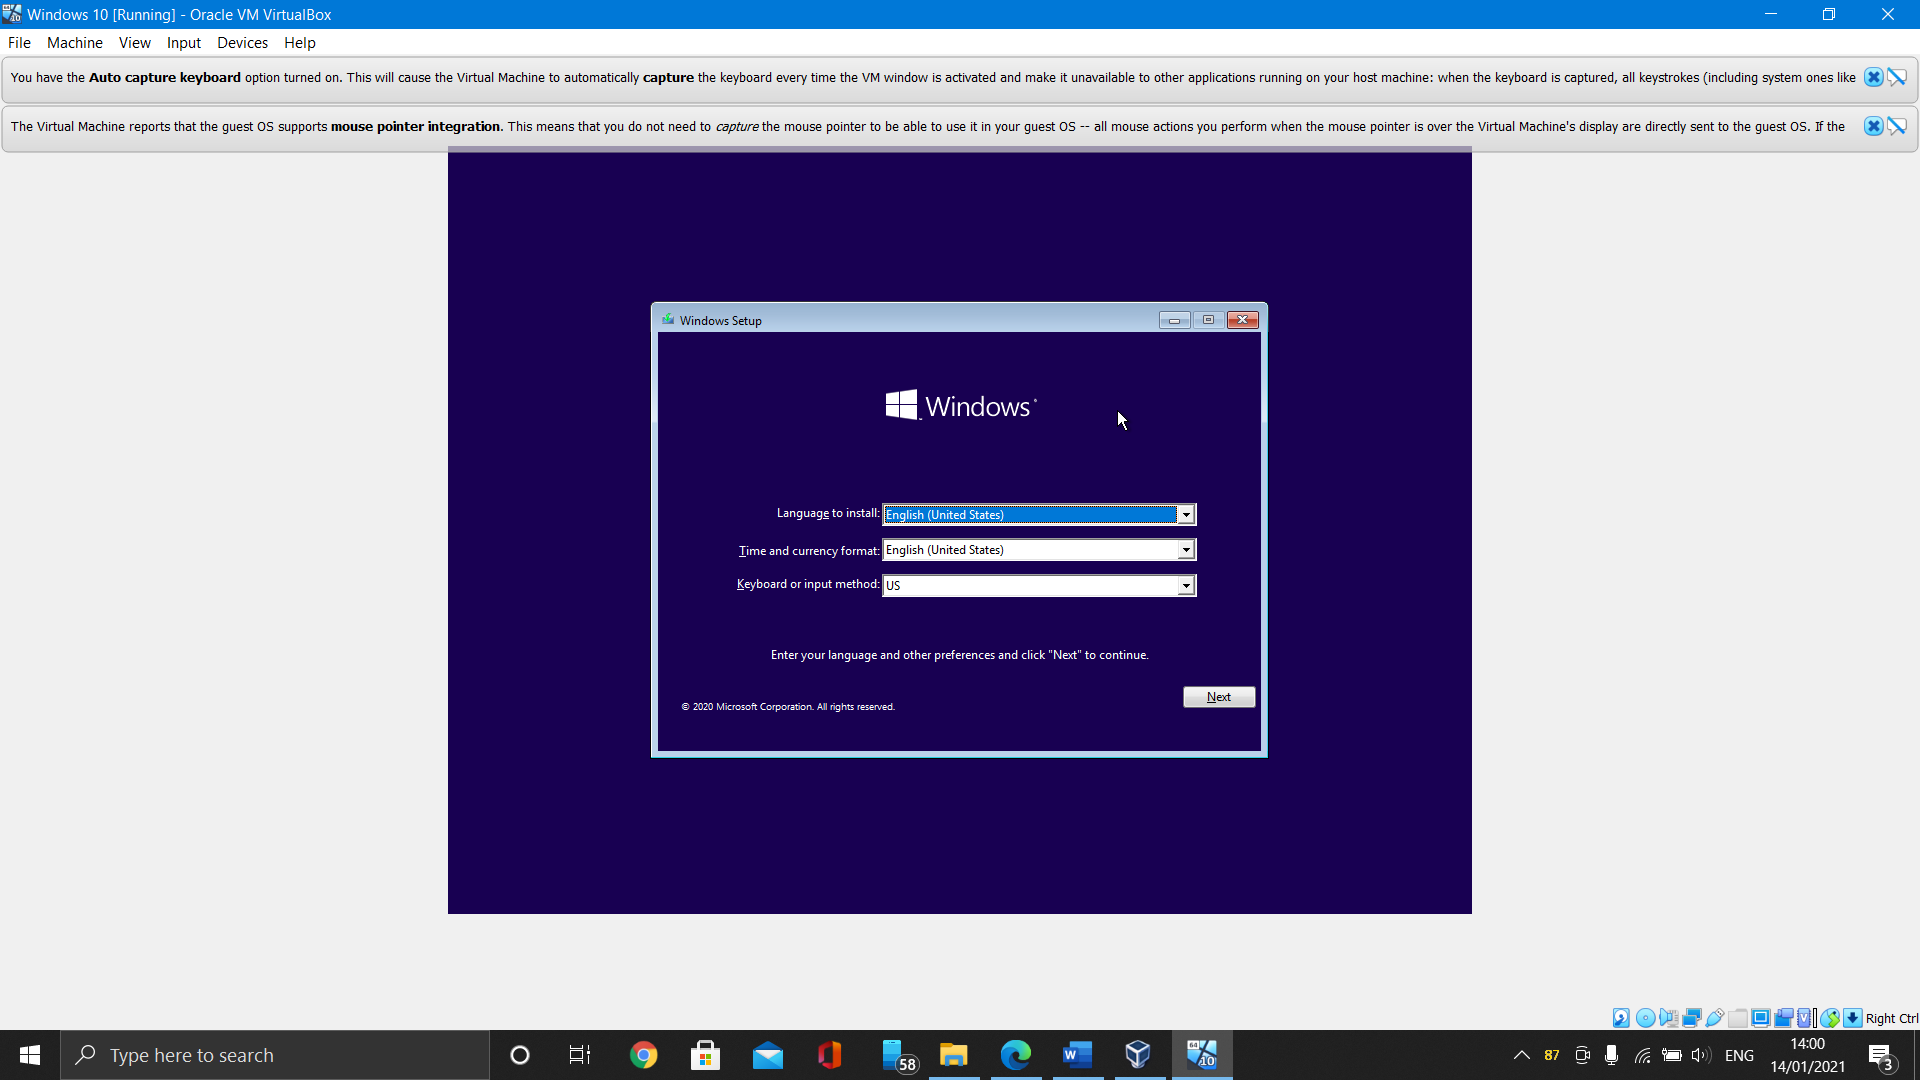 Windows 10 [Running] - Oracle VM VirtualBox
File Machine View Input Devices Help
You have the Auto capture keyboard option turned on. This will cause the Virtual Machine to automatically capture the keyboard every time the VM window is activated and make it unavailable to other applications running on your host machine: when the keyboard is captured, all keystrokes (including system ones like
The Virtual Machine reports that the guest OS supports mouse pointer integration. This means that you do not need to capture the mouse pointer to be able to use it in your guest OS -- all mouse actions you perform when the mouse pointer is over the Virtual Machine's display are directly sent to the guest OS. If the
Windows Setup
Windows
Language to install: English (United States)
Time and currency format: English (United States)
Keyboard or input method: US
Enter your language and other preferences and click "Next" to continue.
Next
© 2020 Microsoft Corporation. All rights reserved.
Right Ctrl
Type here to search
58
64
10
87
ENG
14:00
14/01/2021
3